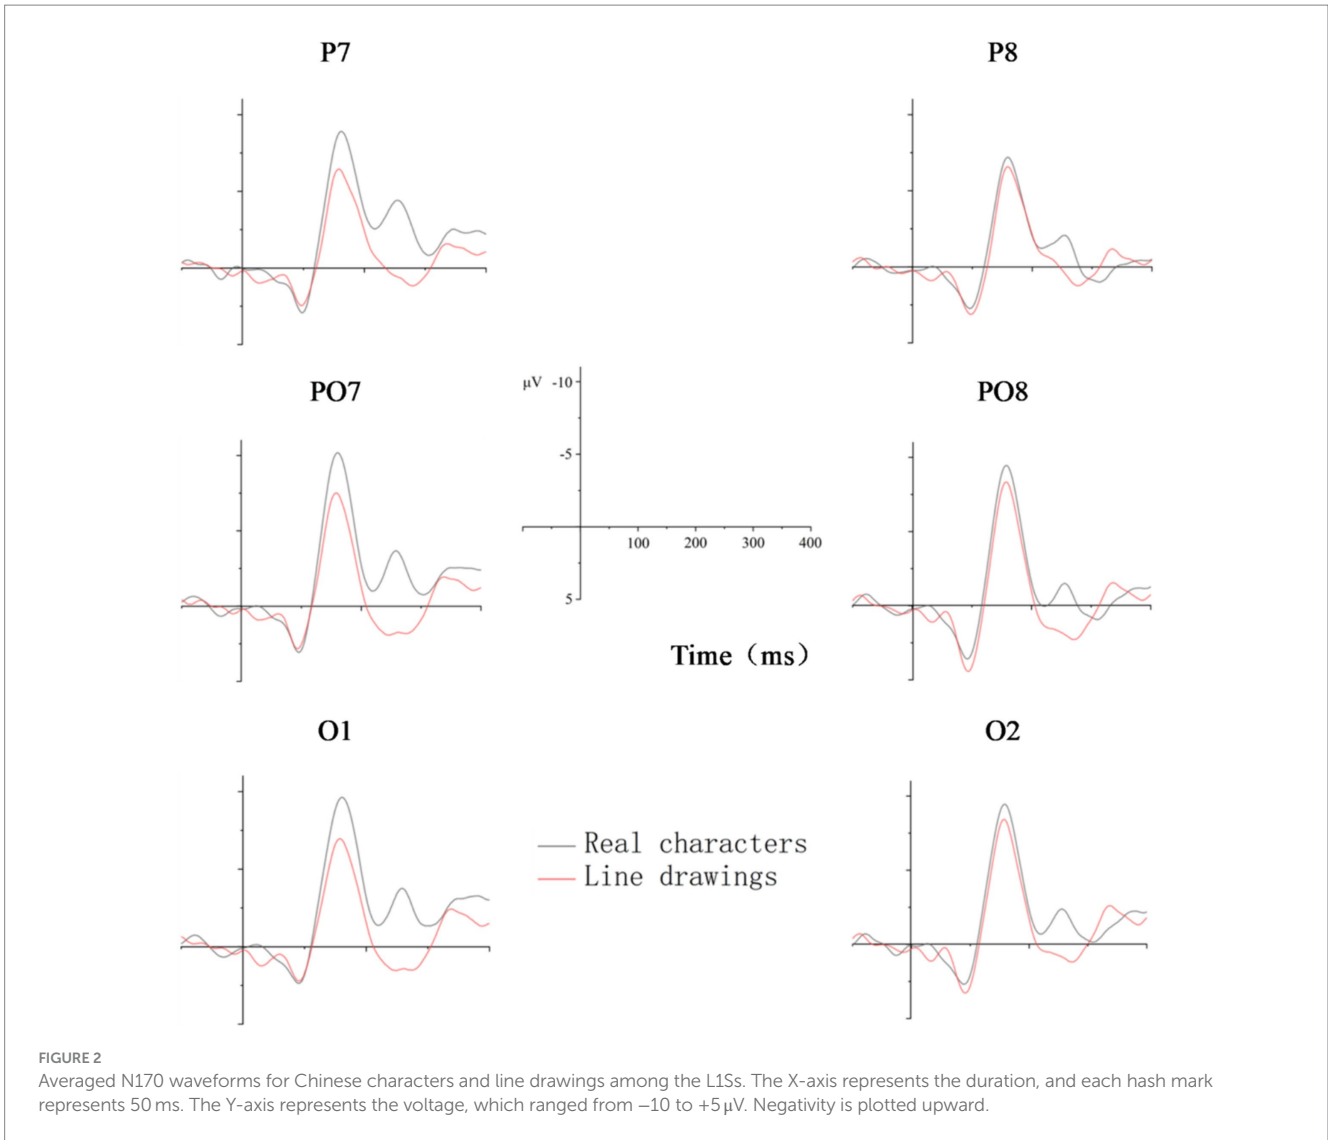 P7
P8
PO7
μV -10
PO8
-5
100 200 300 400
5
Time（ms）
O1
O2
Real characters
Line drawings
FIGURE 2
Averaged N170 waveforms for Chinese characters and line drawings among the L1Ss. The X-axis represents the duration, and each hash mark
represents 50 ms. The Y-axis represents the voltage, which ranged from −10 to +5 μV. Negativity is plotted upward.